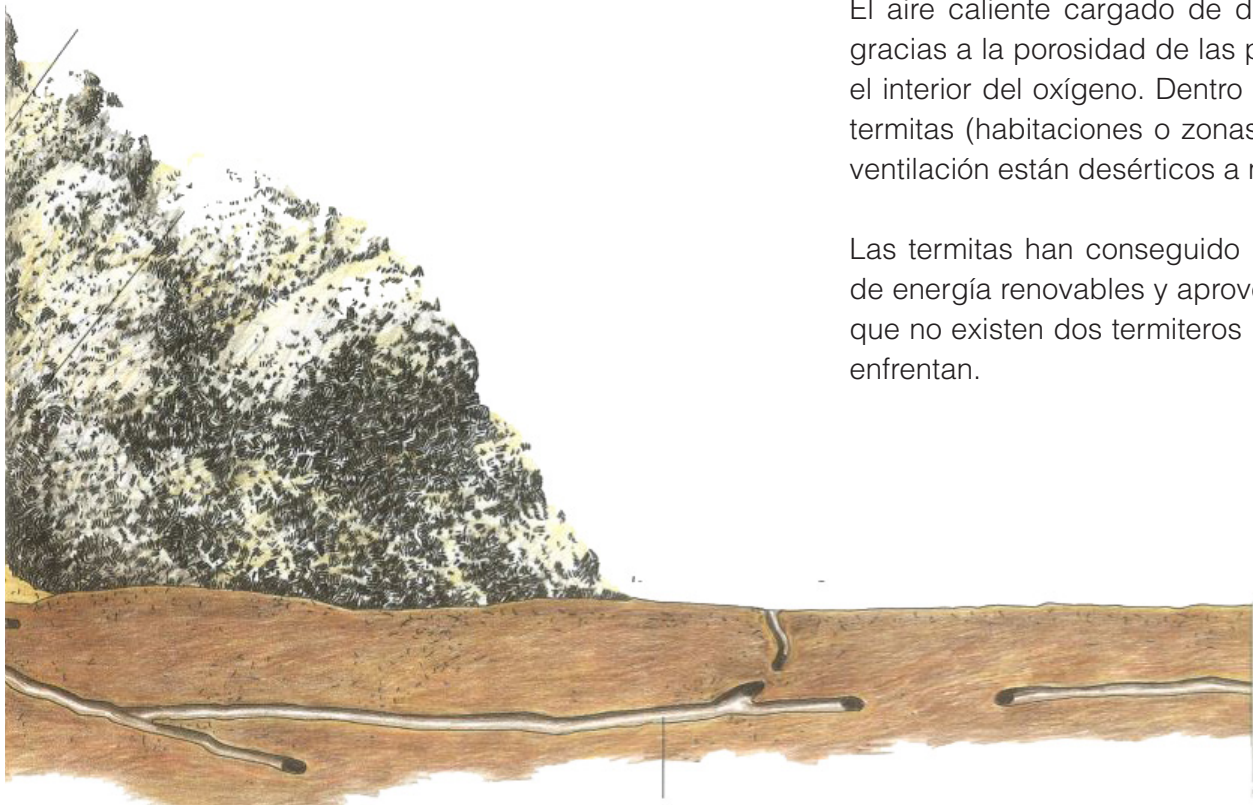 El aire caliente cargado de d
gracias a la porosidad de las p
el interior del oxígeno. Dentro
termitas (habitaciones o zonas
ventilación están desérticos a r
Las termitas han conseguido
de energía renovables y aprov
que no existen dos termiteros
enfrentan.